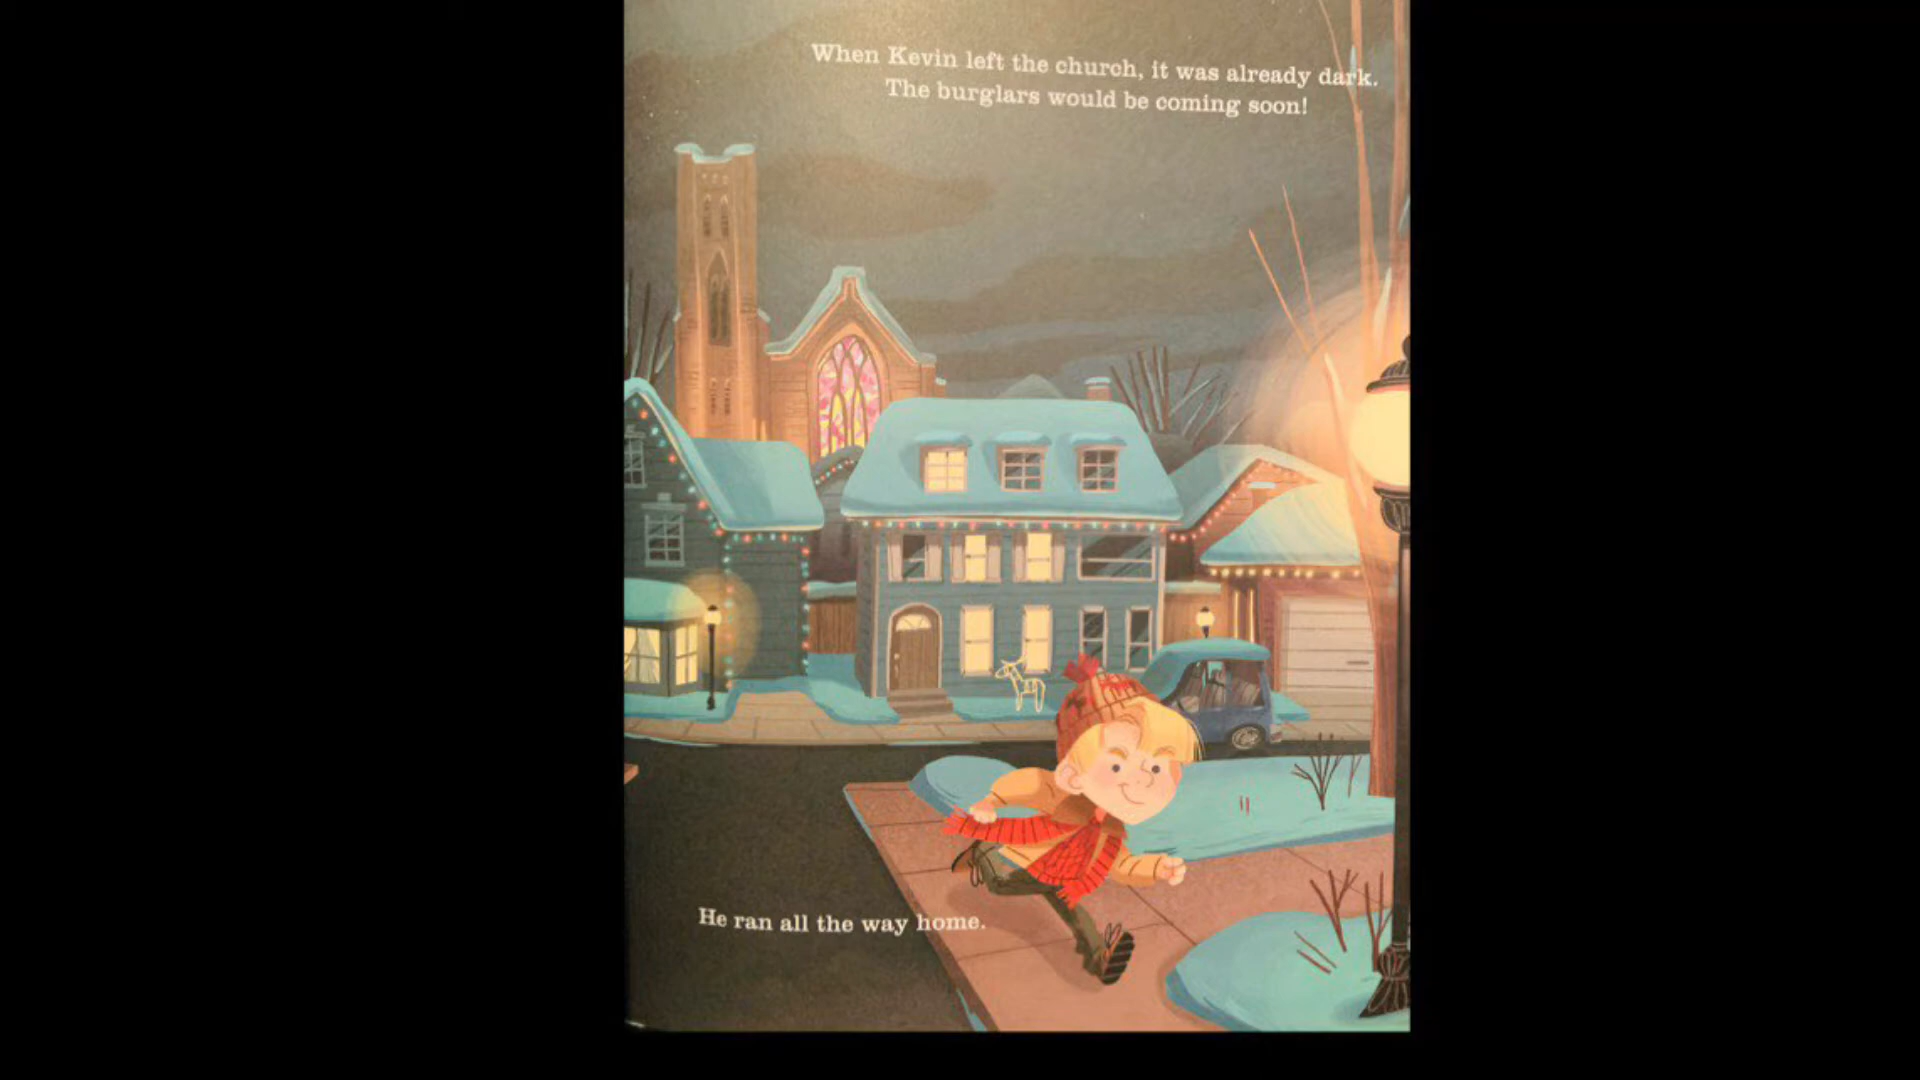 When Kevin left the church, it was already dark.
The burglars would be coming soon!
He ran all the way home.